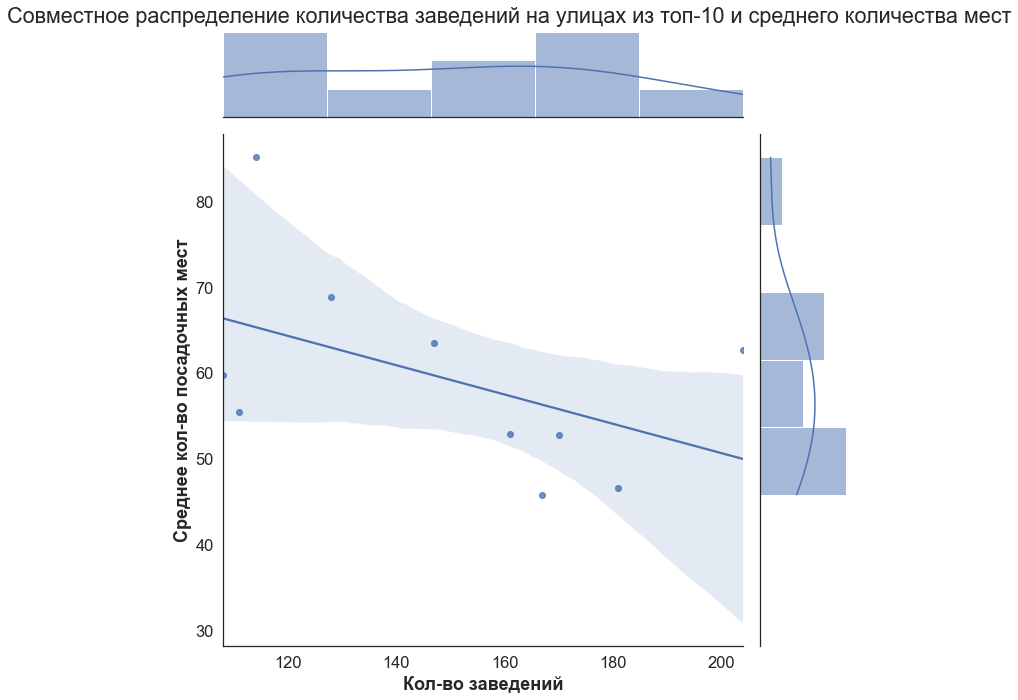 Совместное распределение количества заведений на улицах из топ-10 и среднего количества мест
Среднее кол-во посадочных мест
80
70
60
50
40
30
120 140 160 180 200
Кол-во заведений